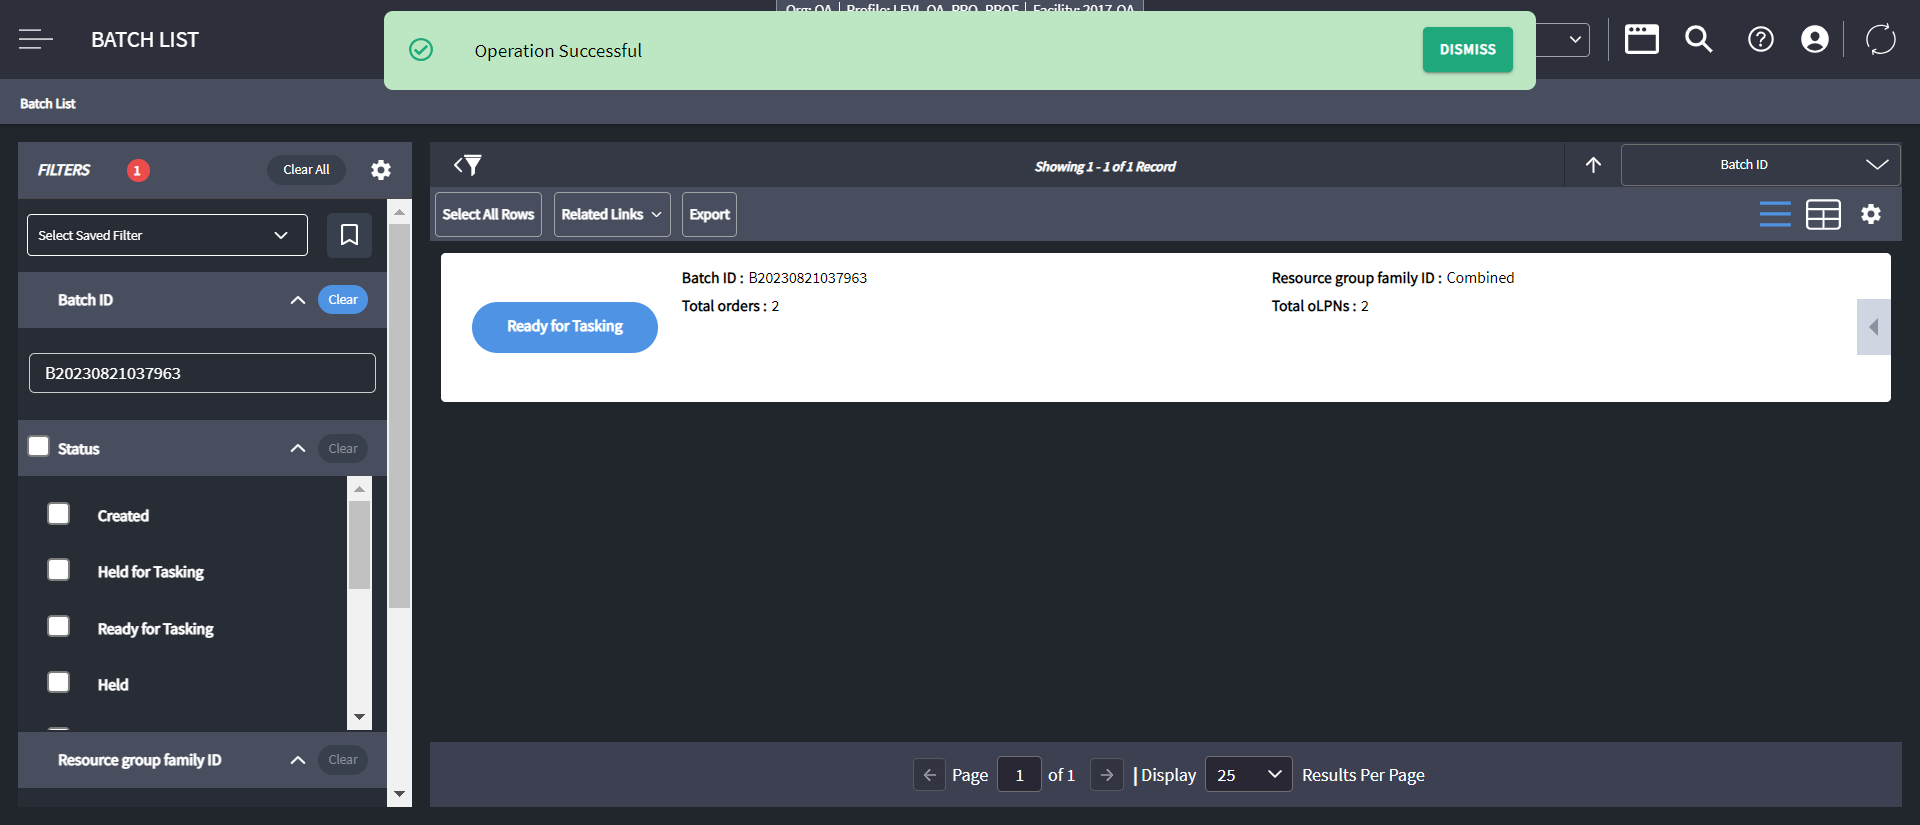 Org: QA | Profile: LEVI_QA_PRO_PROF | Facility: 2017_QA
BATCH LIST
Operation Successful
DISMISS
Batch List
FILTERS
1
Clear All
Showing 1 - 1 of 1 Record
Batch ID
Select Saved Filter
Select All Rows
Related Links
Export
Batch ID
Clear
B20230821037963
Ready for Tasking
Batch ID : B20230821037963
Resource group family ID : Combined
Total orders : 2
Total oLPNs : 2
Status
Clear
Created
Held for Tasking
Ready for Tasking
Held
Resource group family ID
Clear
Page 1 of 1 | Display 25 Results Per Page